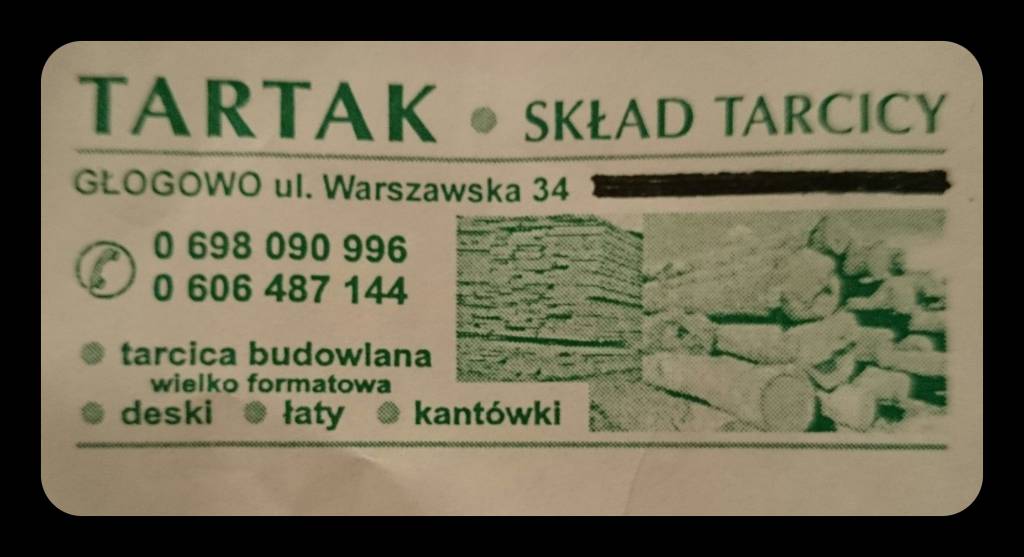 TARTAK • SKŁAD TARCICY
GŁOGOWO ul. Warszawska 34
0 698 090 996
0 606 487 144
• tarcica budowlana
wielko formatowa
• deski • łaty • kantówki